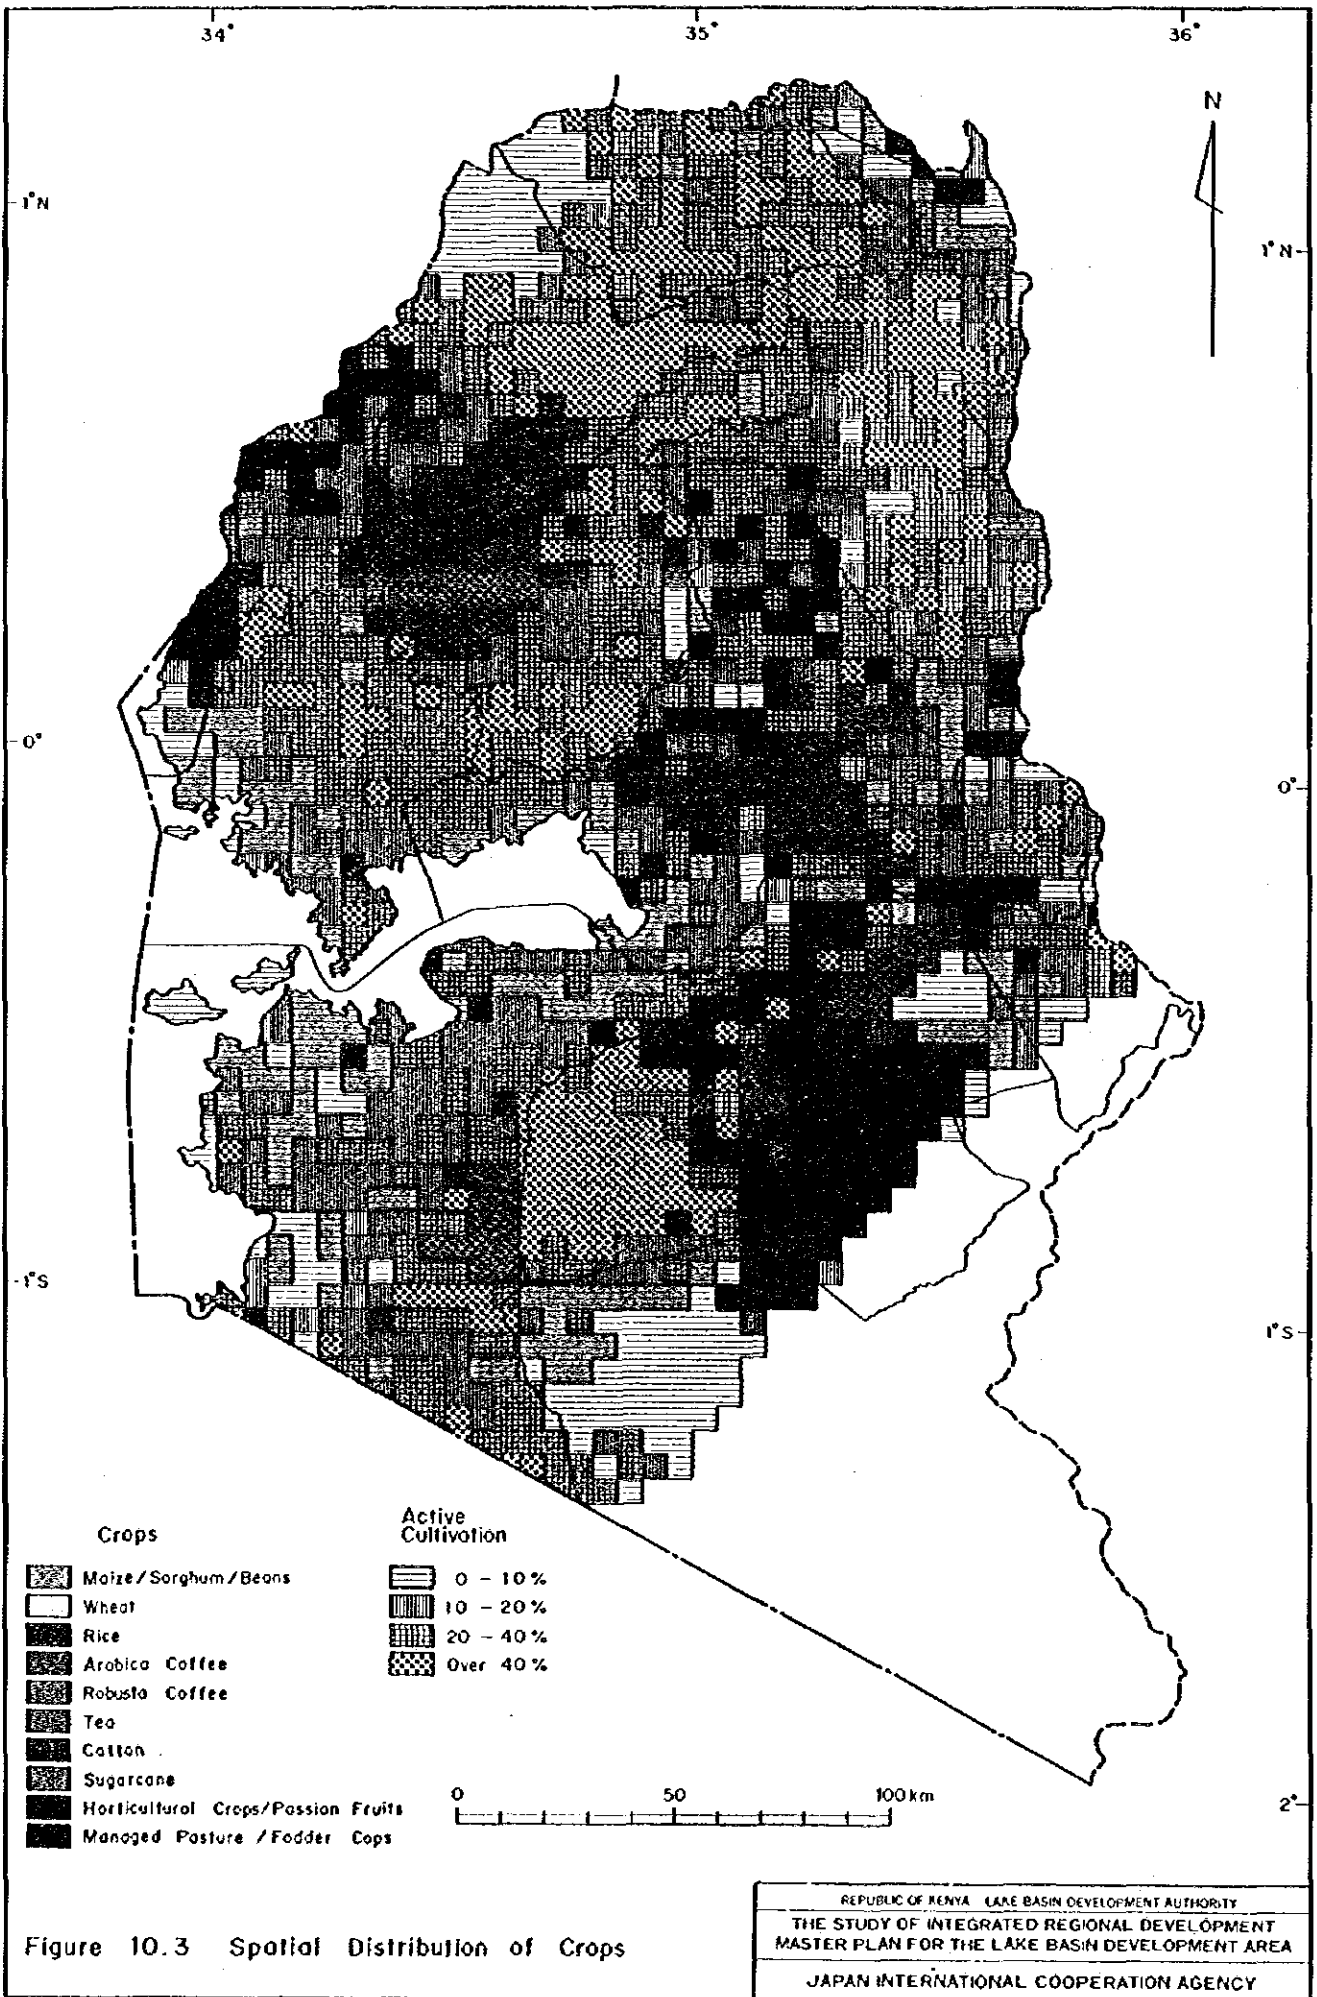 34°
35°
36°
N
1°N
1°N
0°
0°
1°S
1°S
2°
Crops
Maize/Sorghum/Beans
Wheat
Rice
Arabica Coffee
Robusta Coffee
Tea
Cotton
Sugarcane
Horticultural Crops/Passion Fruits
Managed Pasture /Fodder Cops
Active
Cultivation
0 - 10%
10 - 20%
20 - 40%
Over 40%
0 50 100km
Figure 10.3 Spatial Distribution of Crops
REPUBLIC OF KENYA LAKE BASIN DEVELOPMENT AUTHORITY
THE STUDY OF INTEGRATED REGIONAL DEVELOPMENT
MASTER PLAN FOR THE LAKE BASIN DEVELOPMENT AREA
JAPAN INTERNATIONAL COOPERATION AGENCY